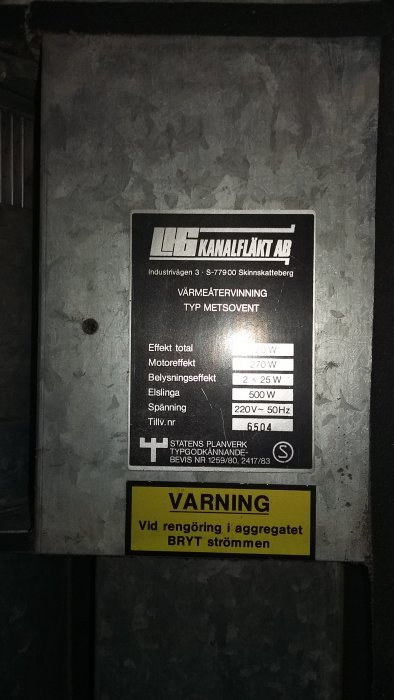 LHG KANALFLÄKT AB
Industrivägen 3 · S-779 00 Skinnskatteberg
VÄRMEÅTERVINNING
TYP METSOVENT
Effekt total W
Motoreffekt 270 W
Belysningseffekt 2 × 25 W
Elslinga 500 W
Spänning 220V~ 50Hz
Tillv.nr 6504
STATENS PLANVERK
TYPGODKÄNNANDE-
BEVIS NR 1259/80, 2417/83
S
VARNING
Vid rengöring i aggregatet
BRYT strömmen